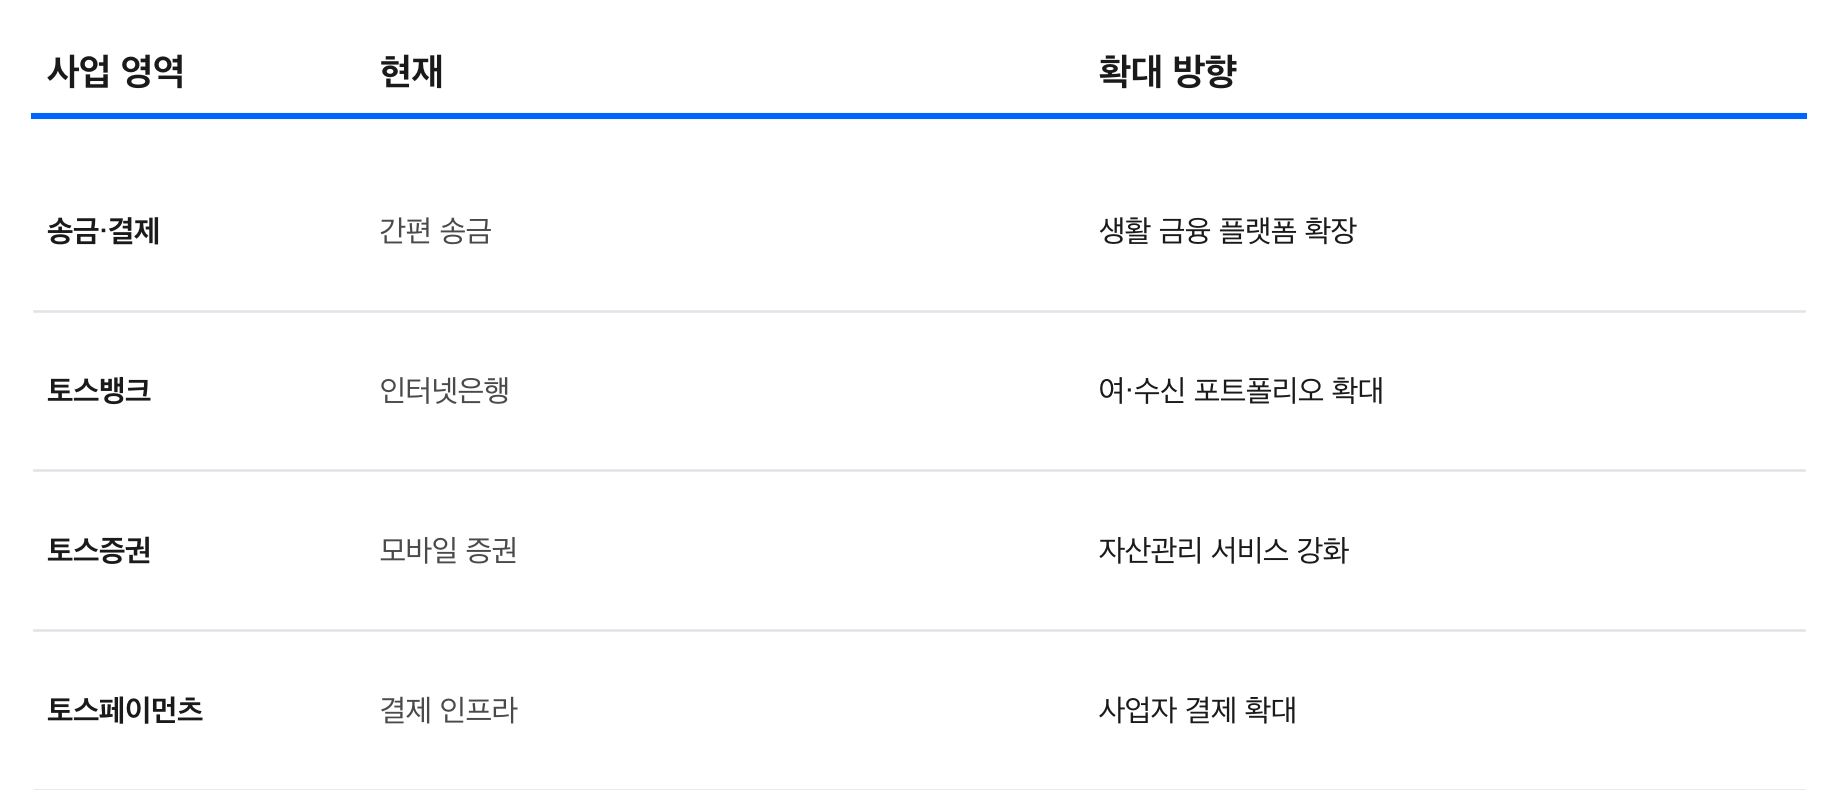 사업 영역 현재 확대 방향
송금·결제 간편 송금 생활 금융 플랫폼 확장
토스뱅크 인터넷은행 여·수신 포트폴리오 확대
토스증권 모바일 증권 자산관리 서비스 강화
토스페이먼츠 결제 인프라 사업자 결제 확대